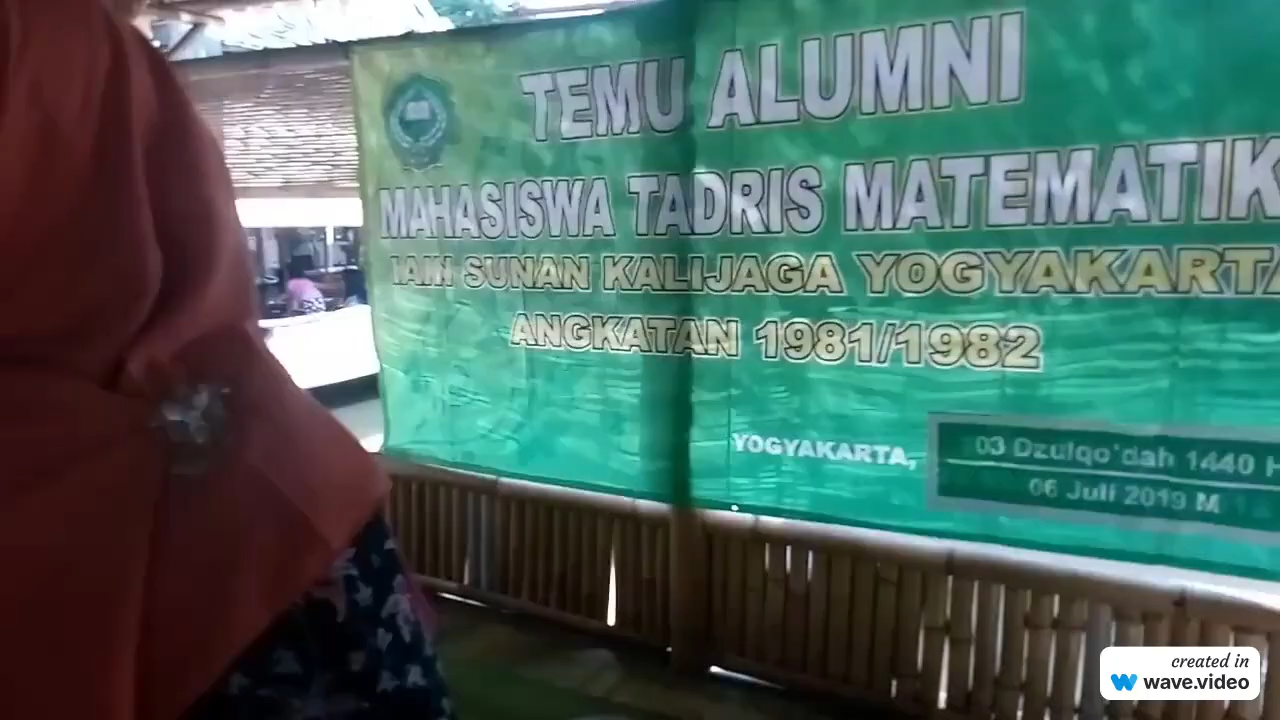 TEMU ALUMNI
MAHASISWA TADRIS MATEMATIK
IAIN SUNAN KALIJAGA YOGYAKARTA
ANGKATAN 1981/1982
YOGYAKARTA,
03 Dzulqo'dah 1440 H
06 Juli 2019 M
created in
wave.video